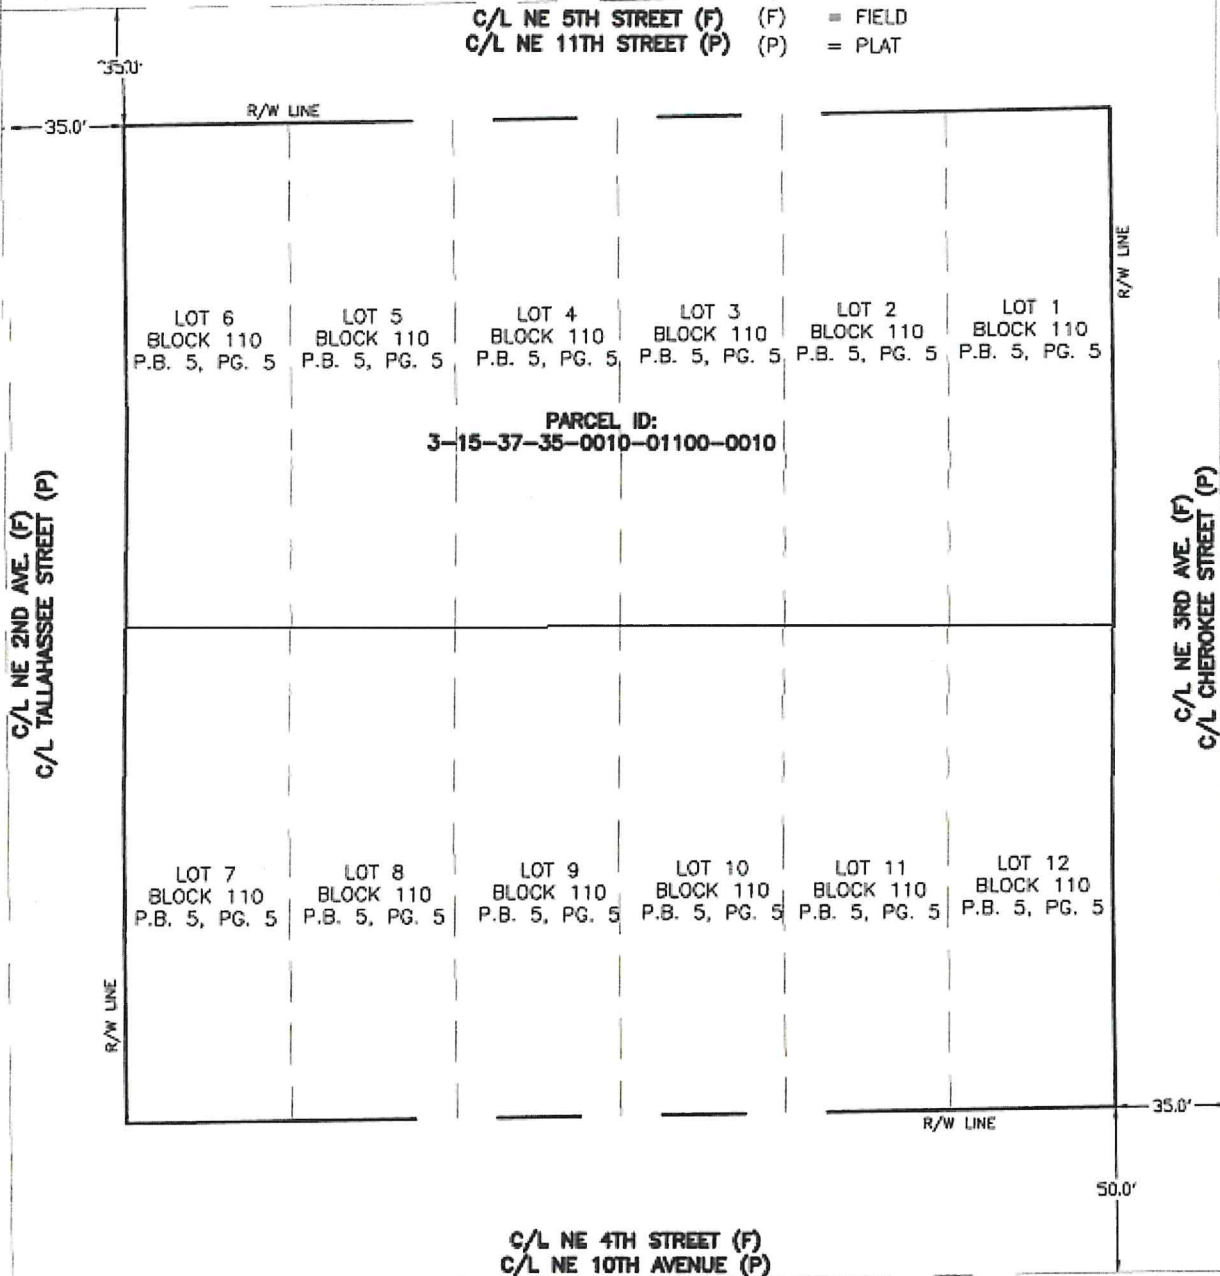 C/L NE 5TH STREET (F) (F) = FIELD
C/L NE 11TH STREET (P) (P) = PLAT
35.0'
R/W LINE
35.0'
R/W LINE
LOT 6
BLOCK 110
P.B. 5, PG. 5
LOT 5
BLOCK 110
P.B. 5, PG. 5
LOT 4
BLOCK 110
P.B. 5, PG. 5
LOT 3
BLOCK 110
P.B. 5, PG. 5
LOT 2
BLOCK 110
P.B. 5, PG. 5
LOT 1
BLOCK 110
P.B. 5, PG. 5
PARCEL ID:
3-15-37-35-0010-01100-0010
C/L NE 2ND AVE. (F)
C/L TALLAHASSEE STREET (P)
C/L NE 3RD AVE. (F)
C/L CHEROKEE STREET (P)
LOT 7
BLOCK 110
P.B. 5, PG. 5
LOT 8
BLOCK 110
P.B. 5, PG. 5
LOT 9
BLOCK 110
P.B. 5, PG. 5
LOT 10
BLOCK 110
P.B. 5, PG. 5
LOT 11
BLOCK 110
P.B. 5, PG. 5
LOT 12
BLOCK 110
P.B. 5, PG. 5
R/W LINE
35.0'
R/W LINE
50.0'
C/L NE 4TH STREET (F)
C/L NE 10TH AVENUE (P)